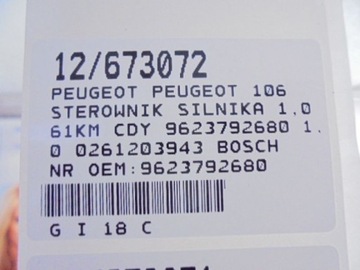 12/673072
PEUGEOT PEUGEOT 106
STEROWNIK SILNIKA 1.0
61KM CDY 9623792680 1.
0 0261203943 BOSCH
NR OEM:9623792680
G I 18 C